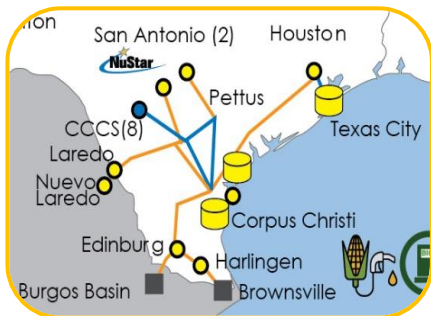 ton
San Antonio (2)
Houston
NuStar
Pettus
CCCS(8)
Texas City
Laredo
Nuevo
Laredo
Corpus Christi
Edinburg
Harlingen
Burgos Basin
Brownsville